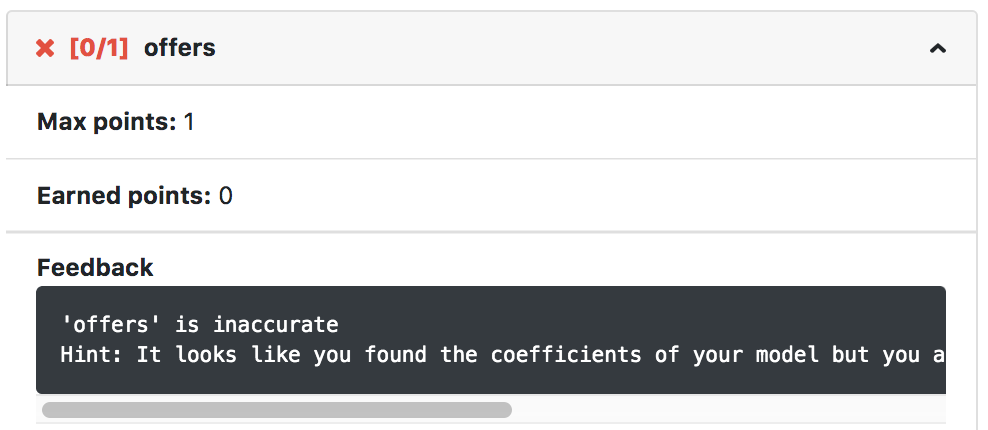 ✖ [0/1] offers
Max points: 1
Earned points: 0
Feedback
'offers' is inaccurate
Hint: It looks like you found the coefficients of your model but you a